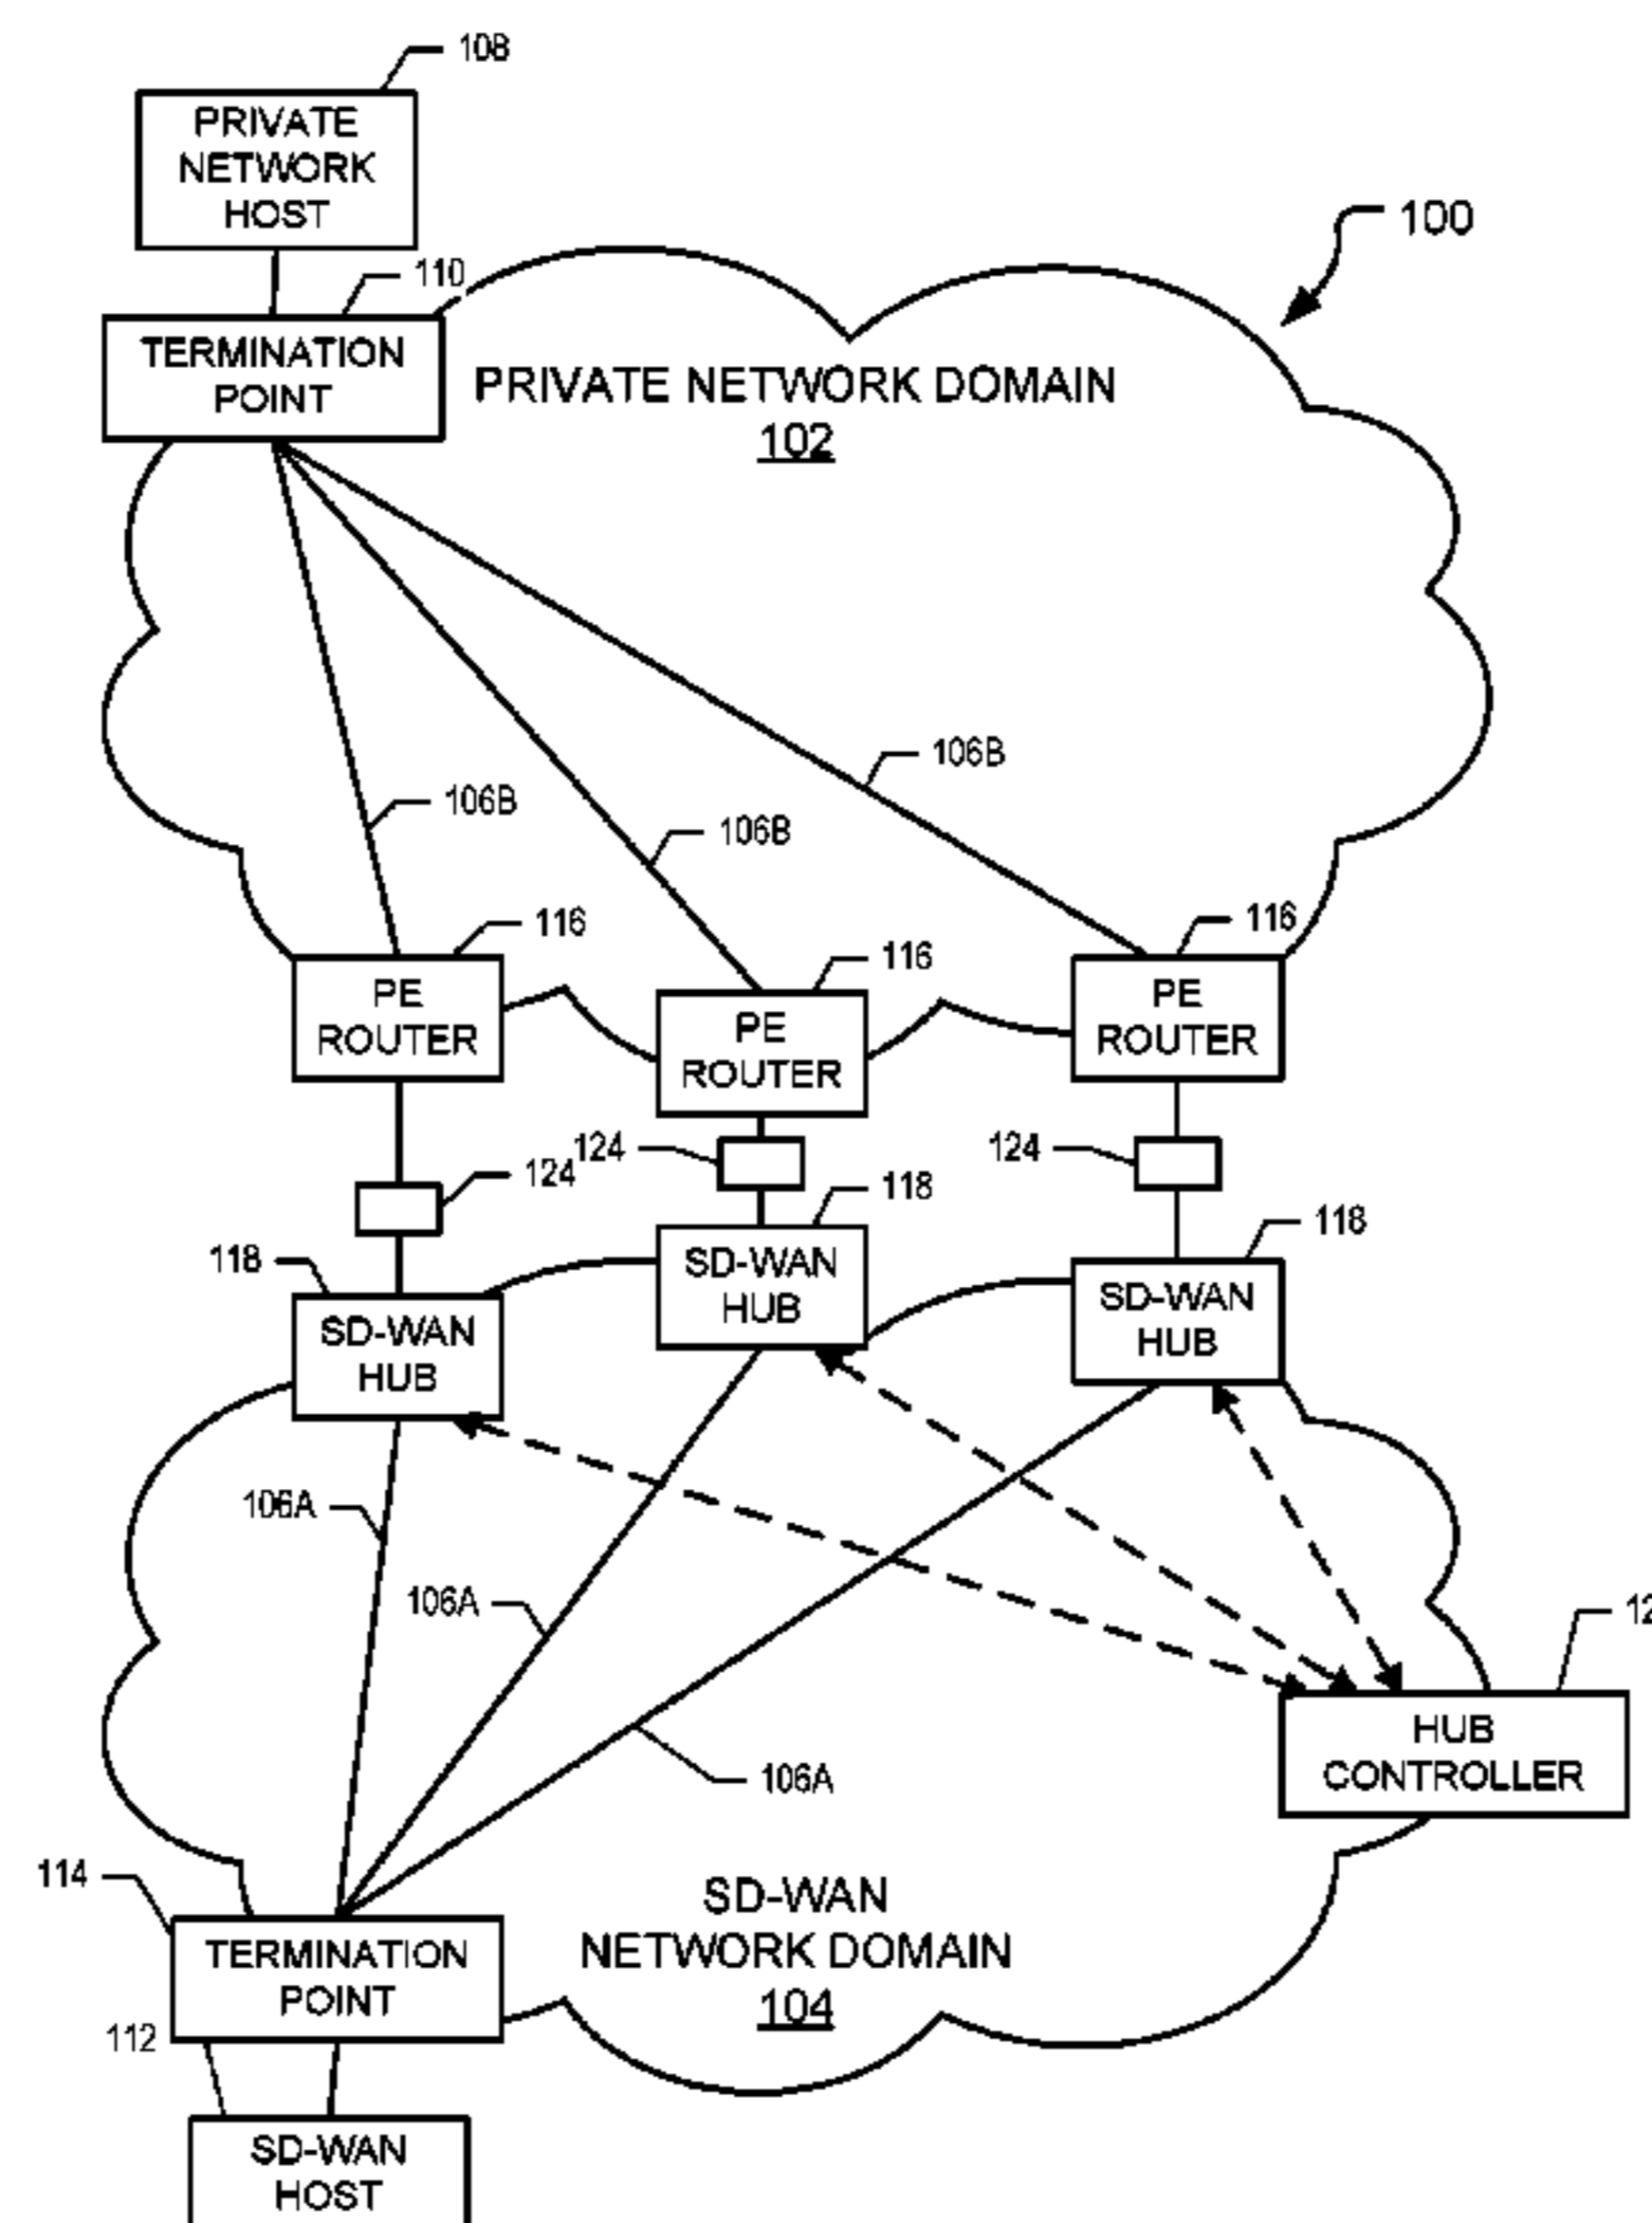 108
PRIVATE
NETWORK
HOST
100
110
TERMINATION
POINT
PRIVATE NETWORK DOMAIN
102
106B
106B
106B
116
116
116
PE
ROUTER
PE
ROUTER
PE
ROUTER
124
124
124
118
118
118
SD-WAN
HUB
SD-WAN
HUB
SD-WAN
HUB
106A
106A
106A
12
HUB
CONTROLLER
114
SD-WAN
NETWORK DOMAIN
104
TERMINATION
POINT
112
SD-WAN
HOST